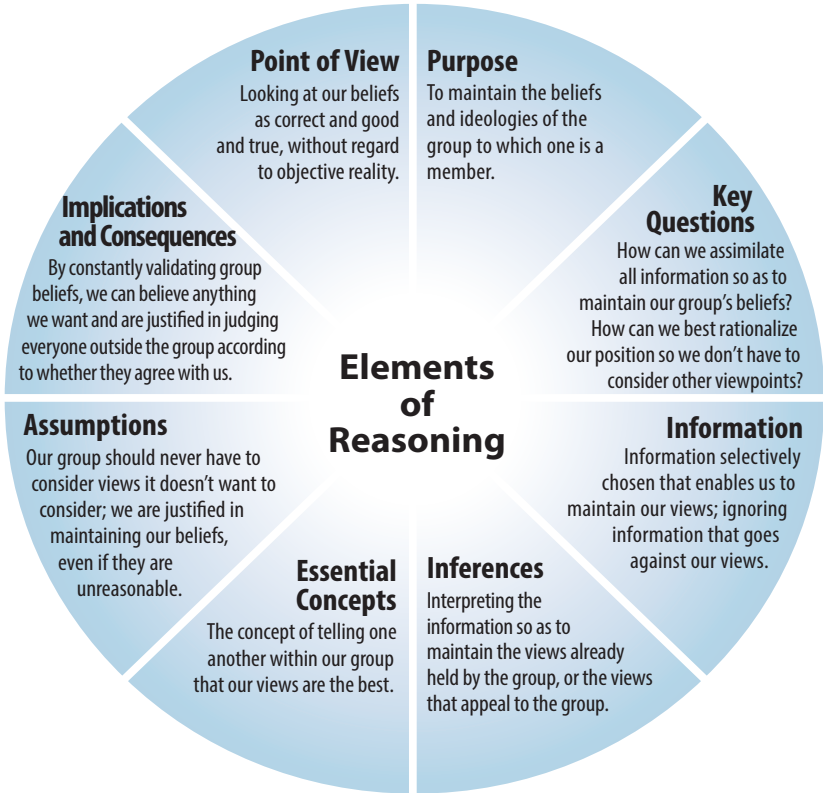 Point of View
Looking at our beliefs
as correct and good
and true, without regard
to objective reality.
Purpose
To maintain the beliefs
and ideologies of the
group to which one is a
member.
Key
Questions
How can we assimilate
all information so as to
maintain our group’s beliefs?
How can we best rationalize
our position so we don’t have to
consider other viewpoints?
Implications
and Consequences
By constantly validating group
beliefs, we can believe anything
we want and are justified in judging
everyone outside the group according
to whether they agree with us.
Elements
of
Reasoning
Assumptions
Our group should never have to
consider views it doesn’t want to
consider; we are justified in
maintaining our beliefs,
even if they are
unreasonable.
Information
Information selectively
chosen that enables us to
maintain our views; ignoring
information that goes
against our views.
Essential
Concepts
The concept of telling one
another within our group
that our views are the best.
Inferences
Interpreting the
information so as to
maintain the views already
held by the group, or the views
that appeal to the group.